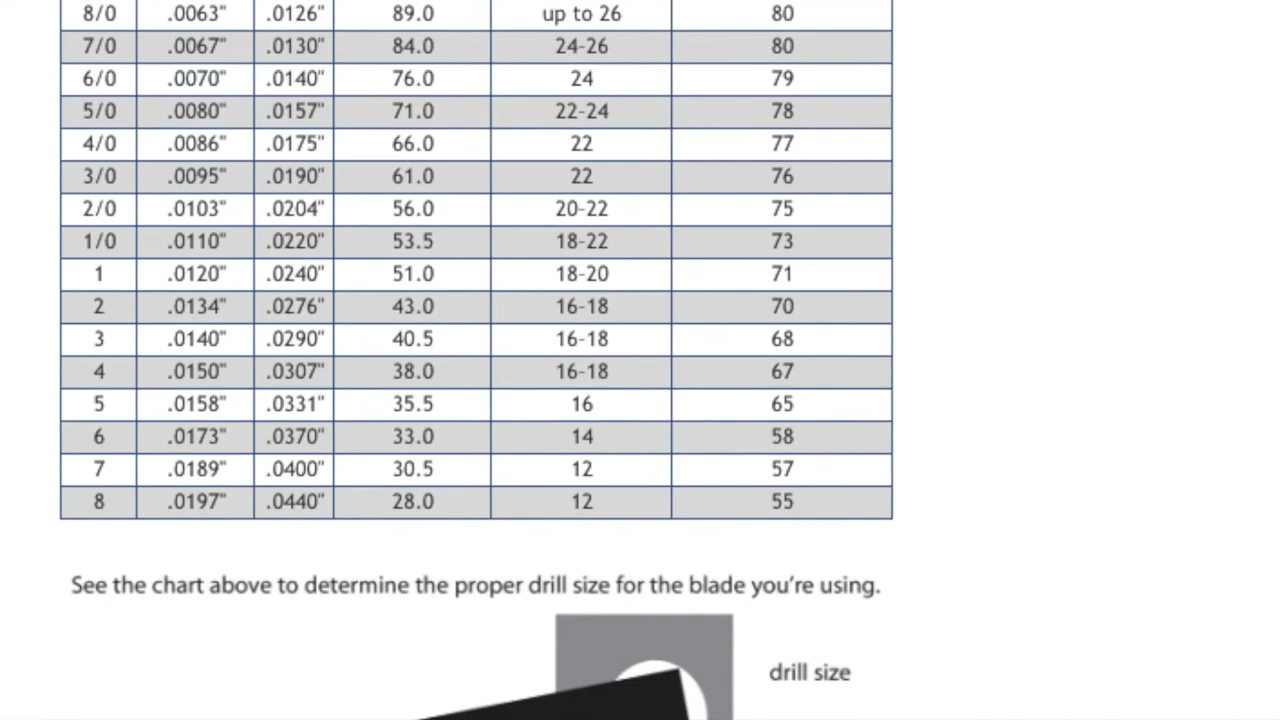 8/0 .0063" .0126" 89.0 up to 26 80
7/0 .0067" .0130" 84.0 24-26 80
6/0 .0070" .0140" 76.0 24 79
5/0 .0080" .0157" 71.0 22-24 78
4/0 .0086" .0175" 66.0 22 77
3/0 .0095" .0190" 61.0 22 76
2/0 .0103" .0204" 56.0 20-22 75
1/0 .0110" .0220" 53.5 18-22 73
1 .0120" .0240" 51.0 18-20 71
2 .0134" .0276" 43.0 16-18 70
3 .0140" .0290" 40.5 16-18 68
4 .0150" .0307" 38.0 16-18 67
5 .0158" .0331" 35.5 16 65
6 .0173" .0370" 33.0 14 58
7 .0189" .0400" 30.5 12 57
8 .0197" .0440" 28.0 12 55
See the chart above to determine the proper drill size for the blade you're using.
drill size